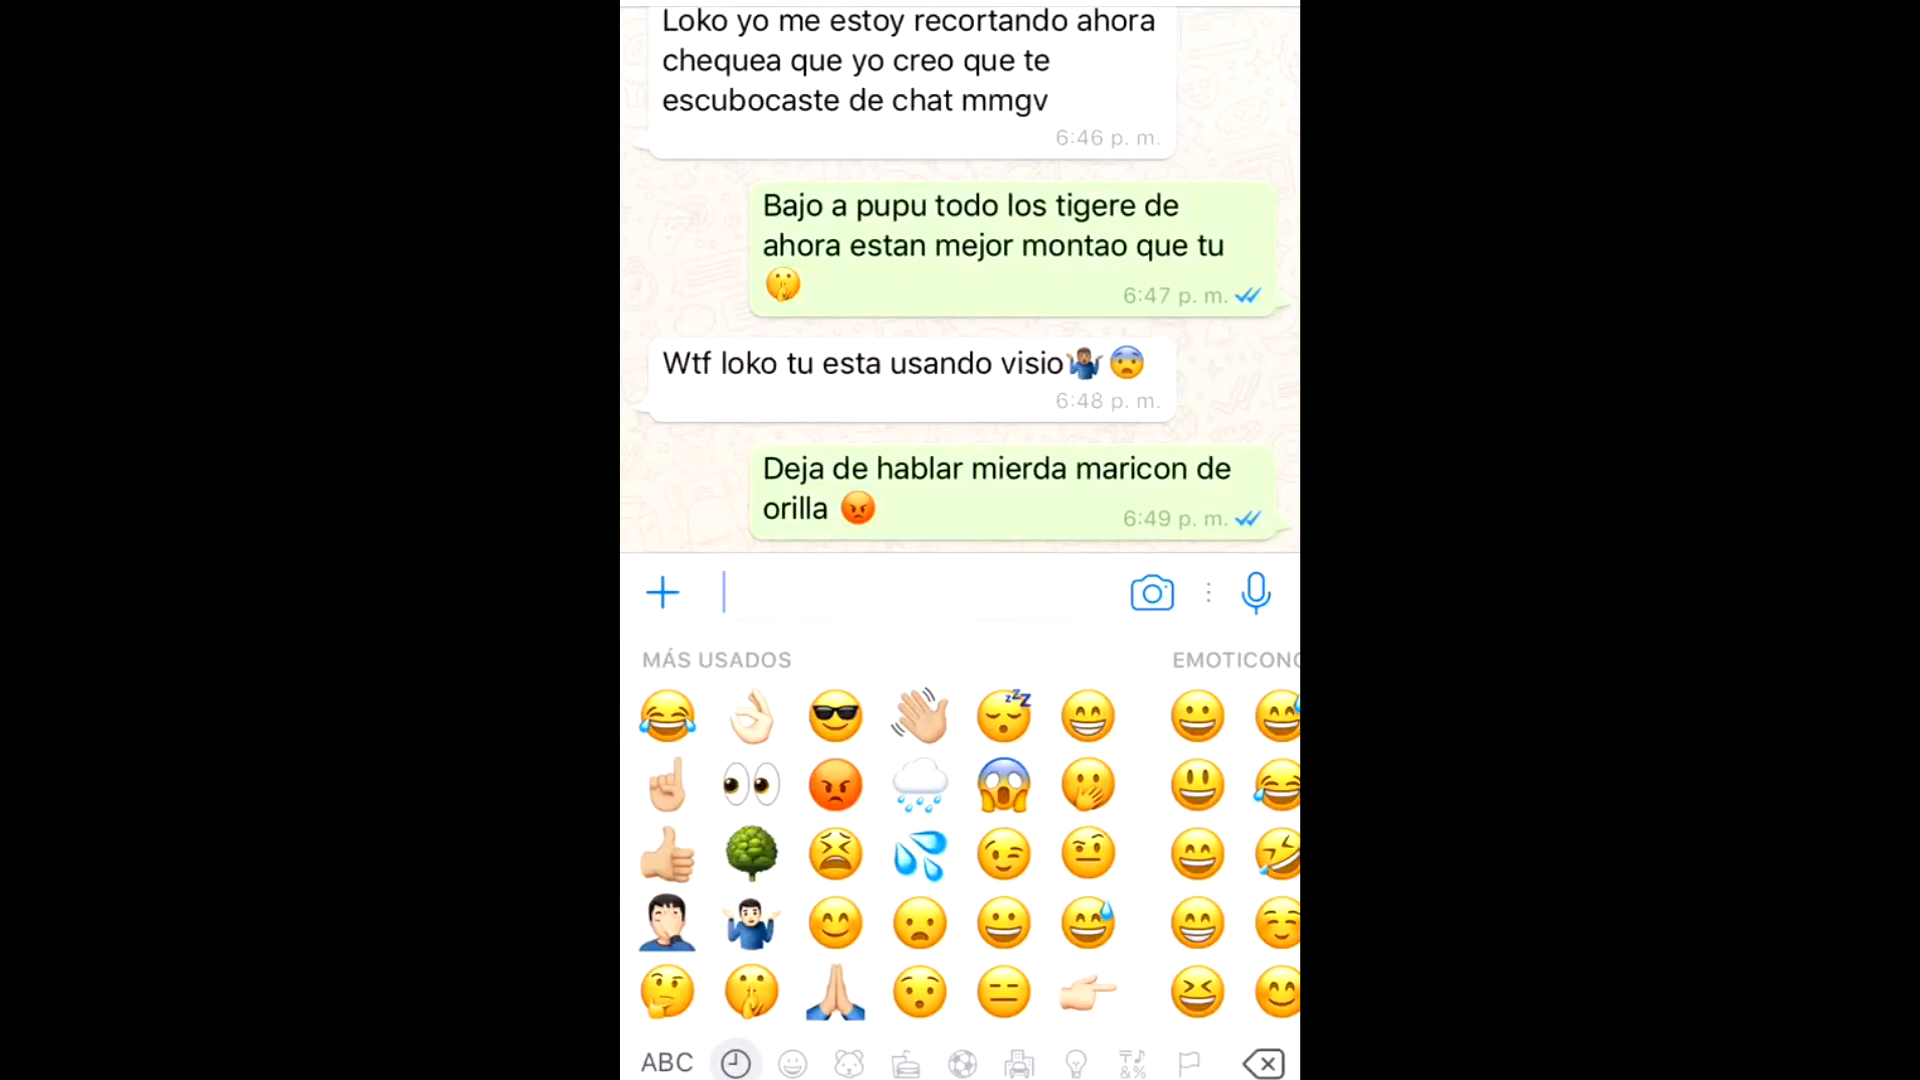 Loko yo me estoy recortando ahora
chequea que yo creo que te
escubocaste de chat mmgv
6:46 p. m.
Bajo a pupu todo los tigere de
ahora estan mejor montao que tu
🤫
6:47 p. m.
Wtf loko tu esta usando visio🤷🏽‍♂️😨
6:48 p. m.
Deja de hablar mierda maricon de
orilla 😡
6:49 p. m.
MÁS USADOS
EMOTICONO
ABC